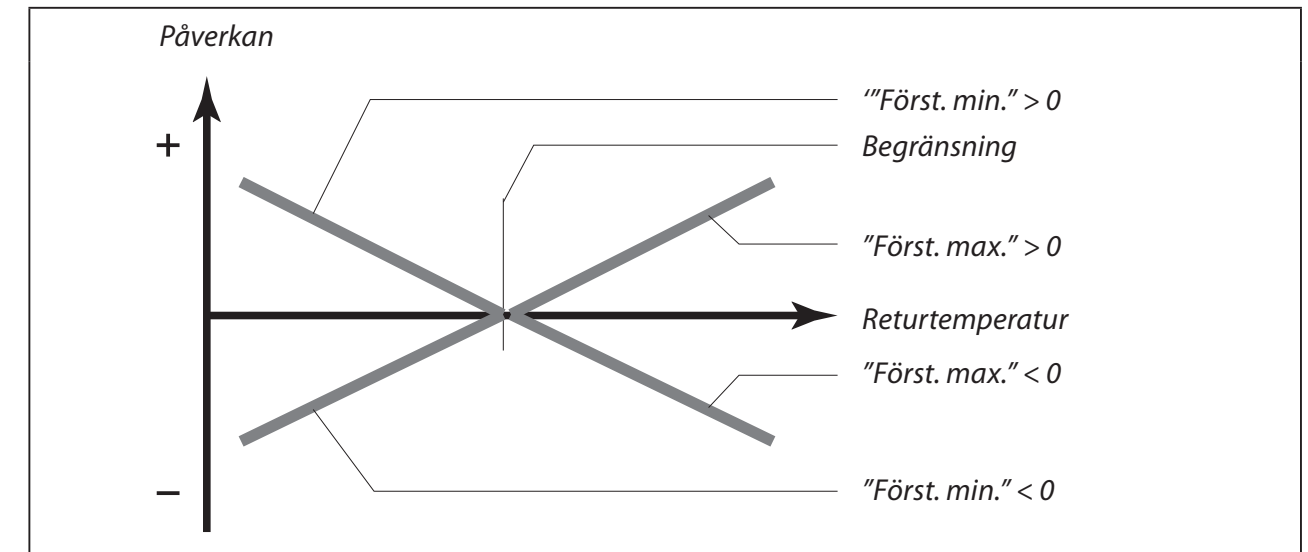 Påverkan
‘”Först. min.” > 0
+
Begränsning
”Först. max.” > 0
Returtemperatur
”Först. max.” < 0
–
”Först. min.” < 0